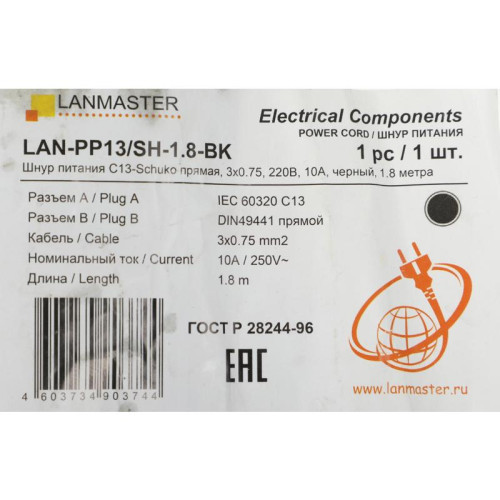 LANMASTER
Electrical Components
POWER CORD / ШНУР ПИТАНИЯ
LAN-PP13/SH-1.8-BK
1 pc / 1 шт.
Шнур питания C13-Schuko прямая, 3x0.75, 220В, 10А, черный, 1.8 метра
Разъем A / Plug A IEC 60320 C13
Разъем B / Plug B DIN49441 прямой
Кабель / Cable 3x0.75 mm2
Номинальный ток / Current 10A / 250V~
Длина / Length 1.8 m
ГОСТ Р 28244-96
EAC
4603734903744
www.lanmaster.ru